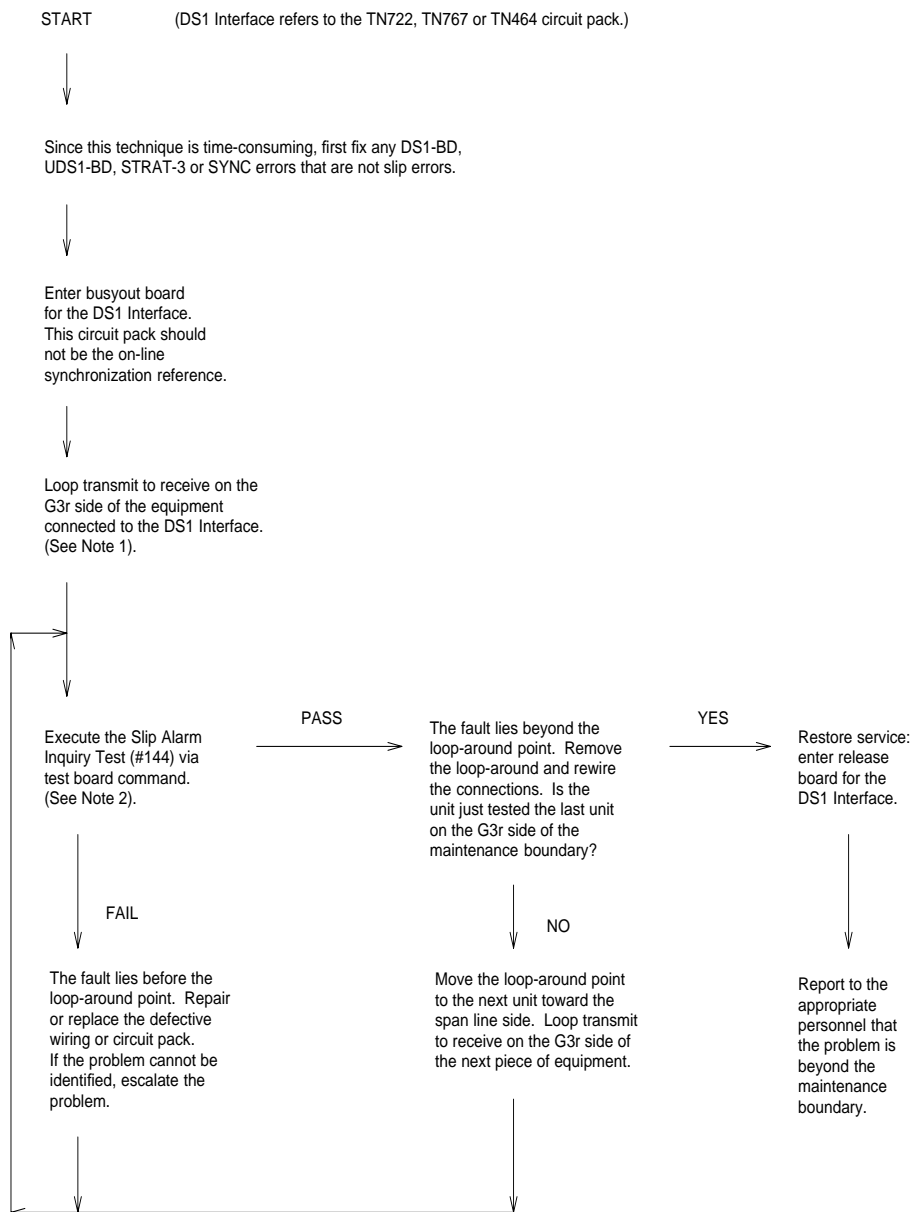 START
(DS1 Interface refers to the TN722, TN767 or TN464 circuit pack.)
Since this technique is time-consuming, first fix any DS1-BD,
UDS1-BD, STRAT-3 or SYNC errors that are not slip errors.
Enter busyout board
for the DS1 Interface.
This circuit pack should
not be the on-line
synchronization reference.
Loop transmit to receive on the
G3r side of the equipment
connected to the DS1 Interface.
(See Note 1).
Execute the Slip Alarm
Inquiry Test (#144) via
test board command.
(See Note 2).
PASS
The fault lies beyond the
loop-around point. Remove
the loop-around and rewire
the connections. Is the
unit just tested the last unit
on the G3r side of the
maintenance boundary?
YES
Restore service:
enter release
board for the
DS1 Interface.
FAIL
NO
The fault lies before the
loop-around point. Repair
or replace the defective
wiring or circuit pack.
If the problem cannot be
identified, escalate the
problem.
Move the loop-around point
to the next unit toward the
span line side. Loop transmit
to receive on the G3r side of
the next piece of equipment.
Report to the
appropriate
personnel that
the problem is
beyond the
maintenance
boundary.